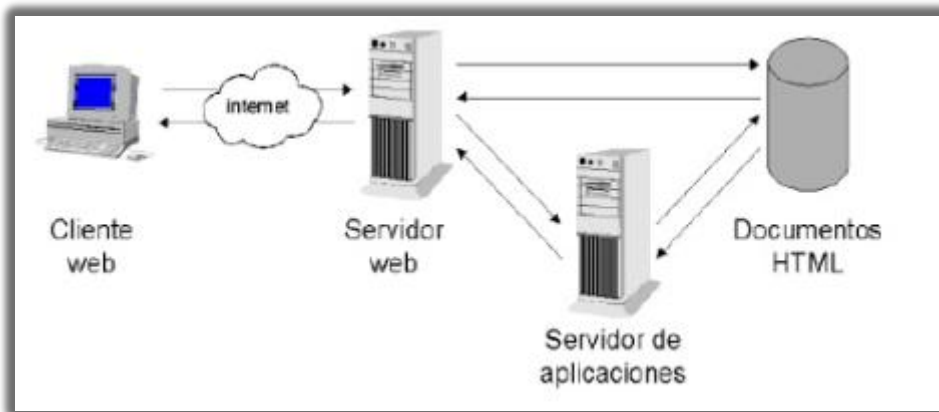 internet
Cliente
web
Servidor
web
Documentos
HTML
Servidor de
aplicaciones